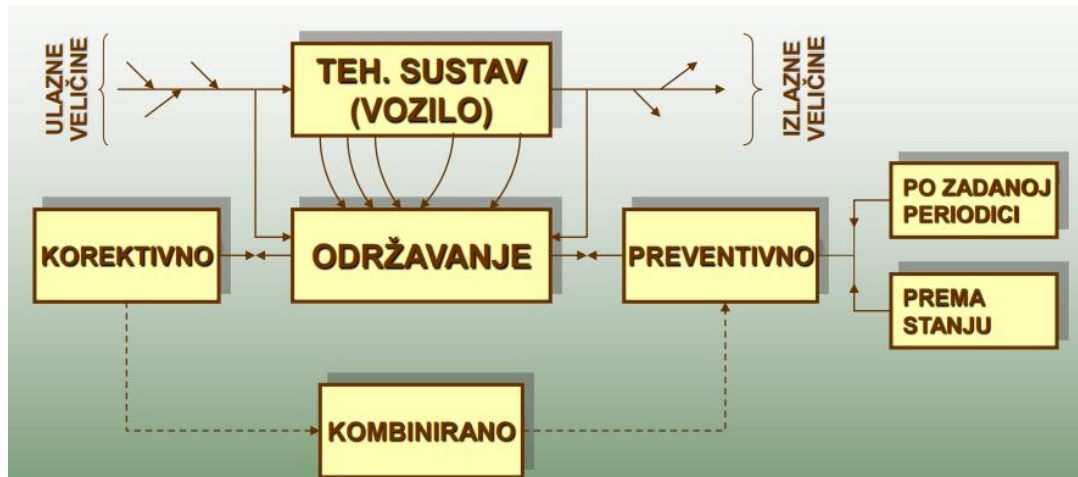 ULAZNE
VELIČINE
TEH. SUSTAV
(VOZILO)
IZLAZNE
VELIČINE
KOREKTIVNO
ODRŽAVANJE
PREVENTIVNO
PO ZADANOJ
PERIODICI
PREMA
STANJU
KOMBINIRANO